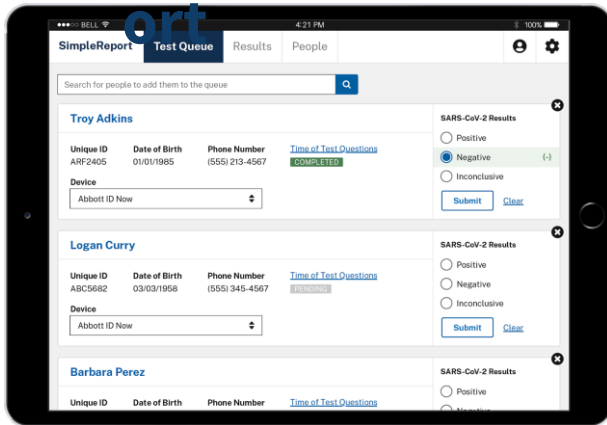 ort
BELL 4:21 PM 100%
SimpleReport Test Queue Results People
Search for people to add them to the queue
Troy Adkins
SARS-CoV-2 Results
Positive
Unique ID Date of Birth Phone Number Time of Test Questions
ARF2405 01/01/1985 (555) 213-4567 COMPLETED
Negative (-)
Inconclusive
Device
Abbott ID Now
Submit Clear
Logan Curry
SARS-CoV-2 Results
Positive
Unique ID Date of Birth Phone Number Time of Test Questions
ABC5682 03/03/1958 (555) 345-4567 PENDING
Negative
Inconclusive
Device
Abbott ID Now
Submit Clear
Barbara Perez
SARS-CoV-2 Results
Positive
Unique ID Date of Birth Phone Number Time of Test Questions